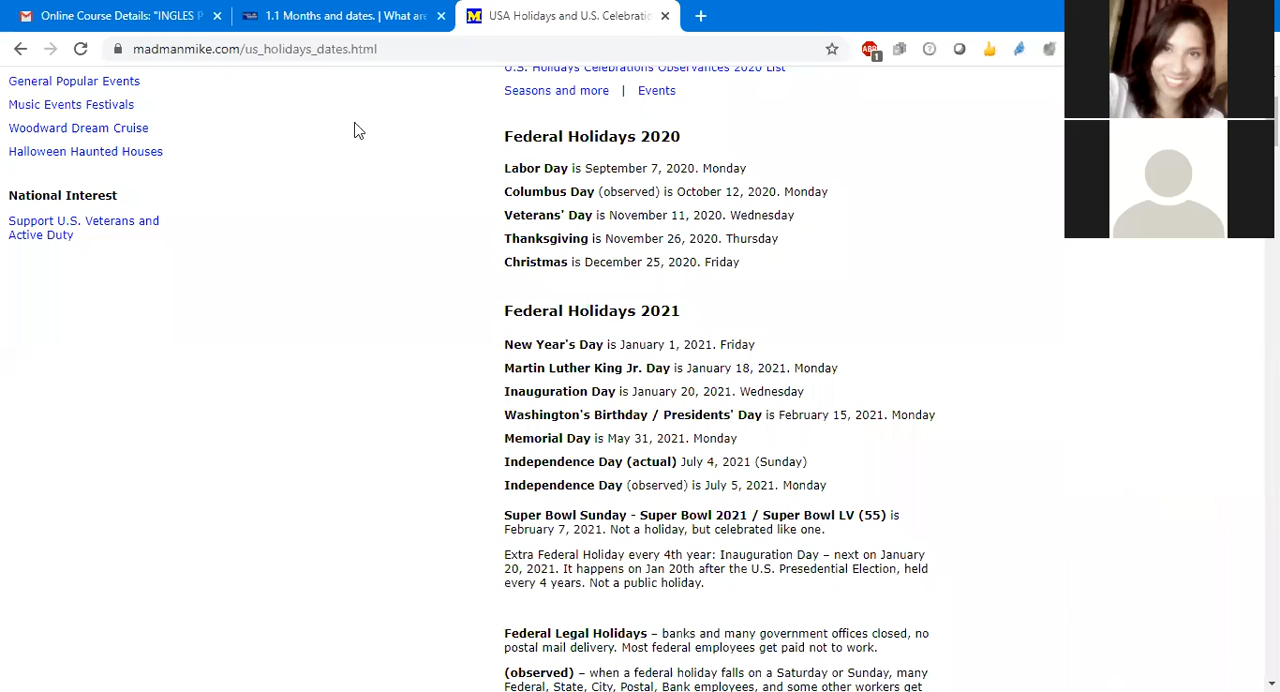 Online Course Details: "INGLES P
1.1 Months and dates. | What are
USA Holidays and U.S. Celebratio
madmanmike.com/us_holidays_dates.html
ABP
1
General Popular Events
Music Events Festivals
Woodward Dream Cruise
Halloween Haunted Houses
National Interest
Support U.S. Veterans and
Active Duty
U.S. Holidays Celebrations Observances 2020 List
Seasons and more | Events
Federal Holidays 2020
Labor Day is September 7, 2020. Monday
Columbus Day (observed) is October 12, 2020. Monday
Veterans' Day is November 11, 2020. Wednesday
Thanksgiving is November 26, 2020. Thursday
Christmas is December 25, 2020. Friday
Federal Holidays 2021
New Year's Day is January 1, 2021. Friday
Martin Luther King Jr. Day is January 18, 2021. Monday
Inauguration Day is January 20, 2021. Wednesday
Washington's Birthday / Presidents' Day is February 15, 2021. Monday
Memorial Day is May 31, 2021. Monday
Independence Day (actual) July 4, 2021 (Sunday)
Independence Day (observed) is July 5, 2021. Monday
Super Bowl Sunday - Super Bowl 2021 / Super Bowl LV (55) is
February 7, 2021. Not a holiday, but celebrated like one.
Extra Federal Holiday every 4th year: Inauguration Day – next on January
20, 2021. It happens on Jan 20th after the U.S. Presedential Election, held
every 4 years. Not a public holiday.
Federal Legal Holidays – banks and many government offices closed, no
postal mail delivery. Most federal employees get paid not to work.
(observed) – when a federal holiday falls on a Saturday or Sunday, many
Federal, State, City, Postal, Bank employees, and some other workers get